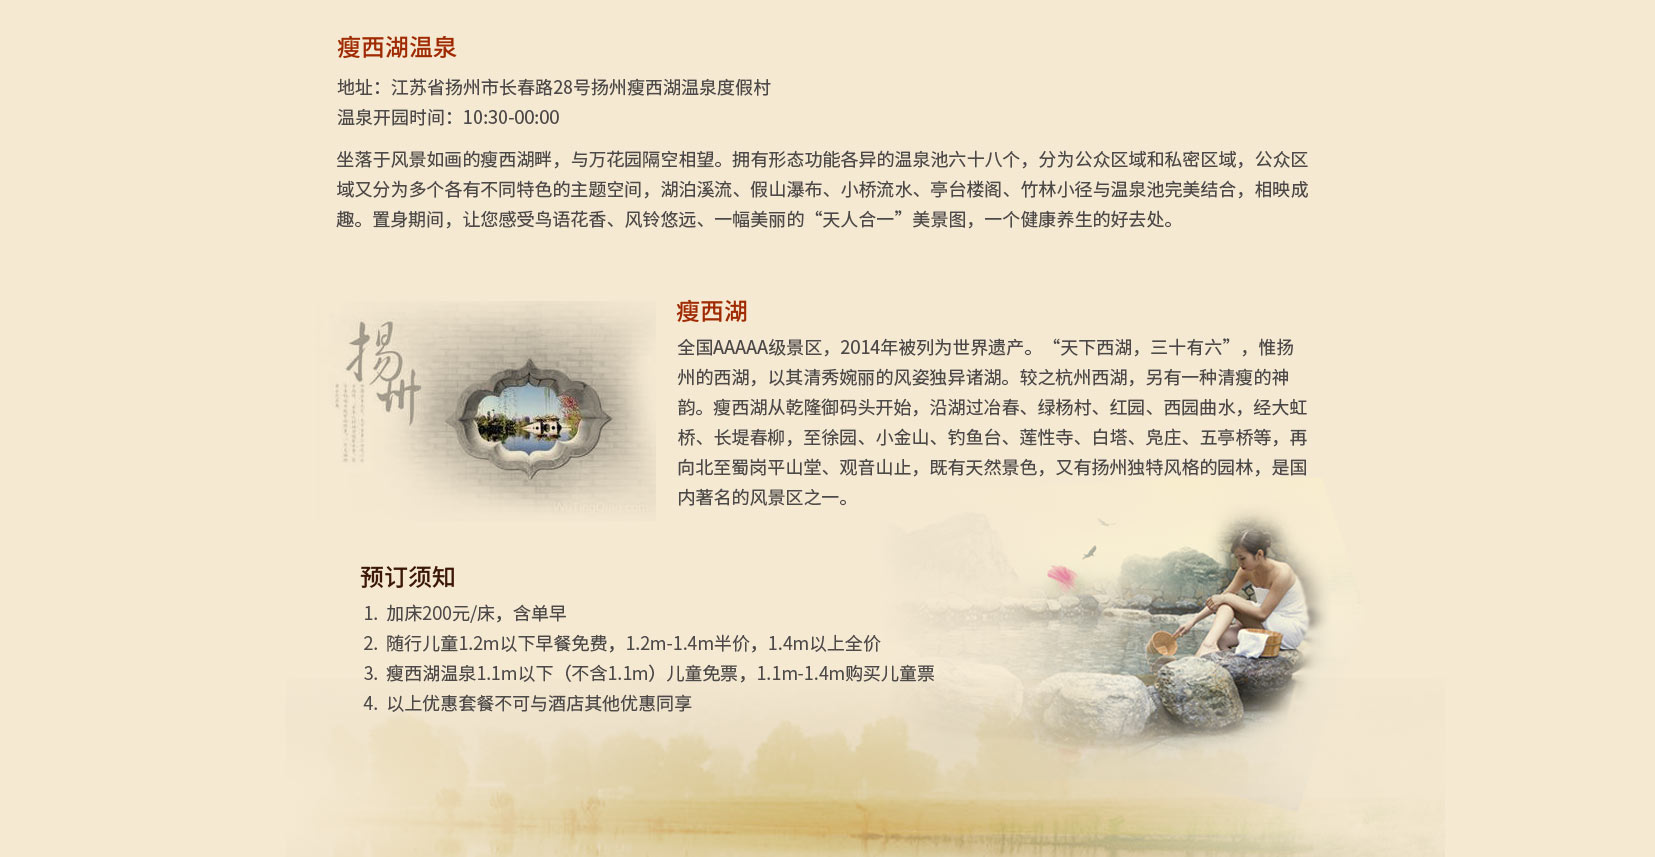 瘦西湖温泉
地址：江苏省扬州市长春路28号扬州瘦西湖温泉度假村
温泉开园时间：10:30-00:00
坐落于风景如画的瘦西湖畔，与万花园隔空相望。拥有形态功能各异的温泉池六十八个，分为公众区域和私密区域，公众区
域又分为多个各有不同特色的主题空间，湖泊溪流、假山瀑布、小桥流水、亭台楼阁、竹林小径与温泉池完美结合，相映成
趣。置身期间，让您感受鸟语花香、风铃悠远、一幅美丽的“天人合一”美景图，一个健康养生的好去处。
扬州
瘦西湖
全国AAAAA级景区，2014年被列为世界遗产。“天下西湖，三十有六”，惟扬
州的西湖，以其清秀婉丽的风姿独异诸湖。较之杭州西湖，另有一种清瘦的神
韵。瘦西湖从乾隆御码头开始，沿湖过冶春、绿杨村、红园、西园曲水，经大虹
桥、长堤春柳，至徐园、小金山、钓鱼台、莲性寺、白塔、凫庄、五亭桥等，再
向北至蜀岗平山堂、观音山止，既有天然景色，又有扬州独特风格的园林，是国
内著名的风景区之一。
预订须知
1. 加床200元/床，含单早
2. 随行儿童1.2m以下早餐免费，1.2m-1.4m半价，1.4m以上全价
3. 瘦西湖温泉1.1m以下（不含1.1m）儿童免票，1.1m-1.4m购买儿童票
4. 以上优惠套餐不可与酒店其他优惠同享